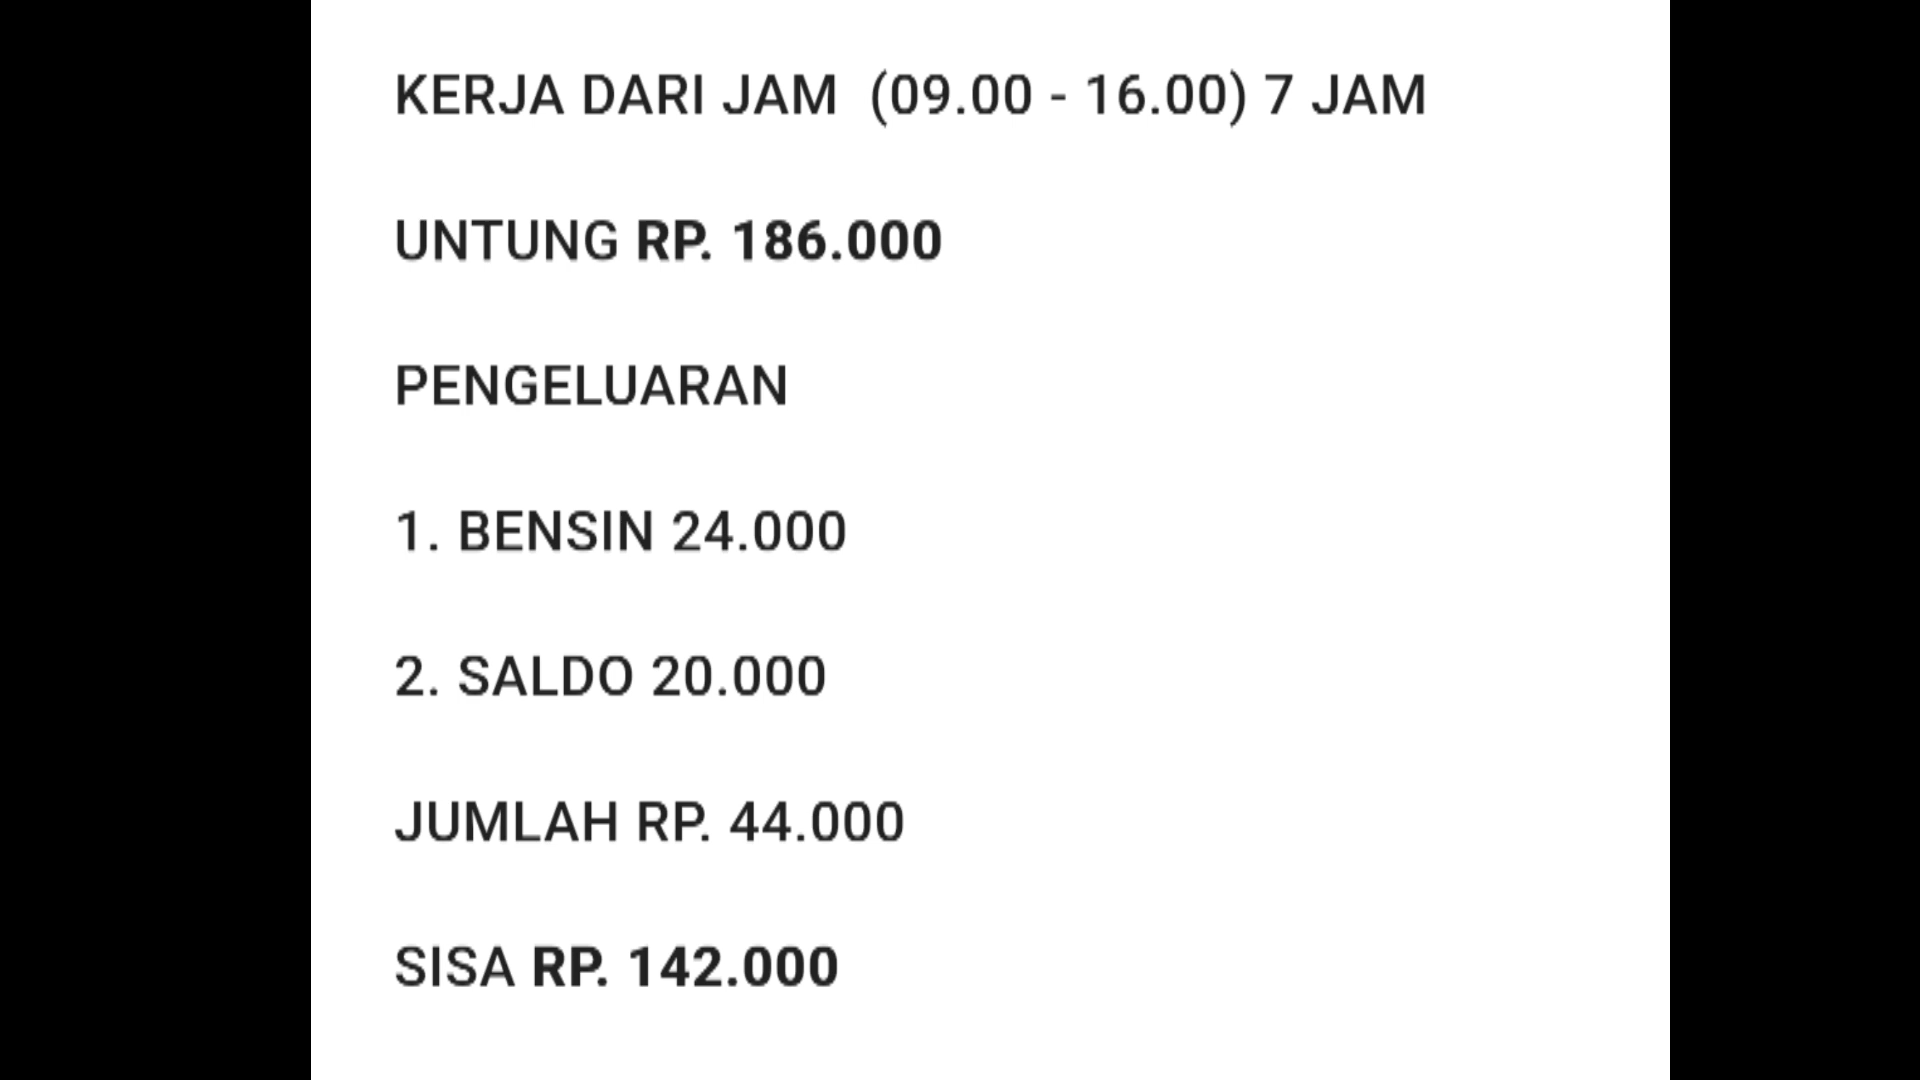 KERJA DARI JAM (09.00 - 16.00) 7 JAM
UNTUNG RP. 186.000
PENGELUARAN
1. BENSIN 24.000
2. SALDO 20.000
JUMLAH RP. 44.000
SISA RP. 142.000